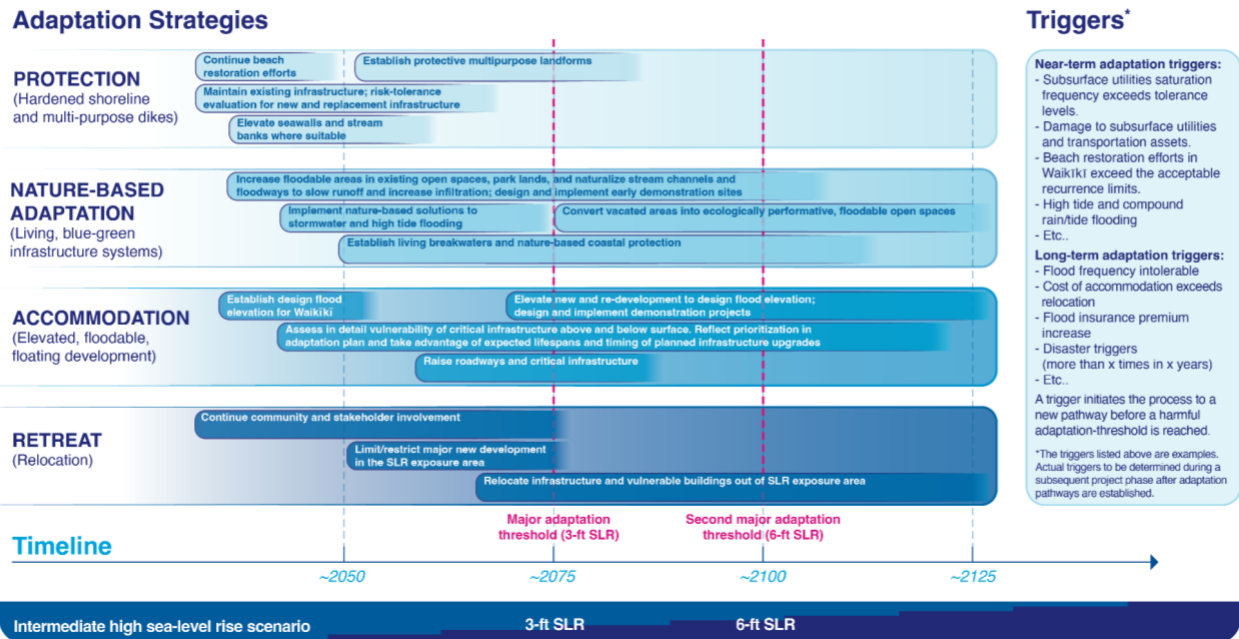 Adaptation Strategies
PROTECTION
(Hardened shoreline
and multi-purpose dikes)
Continue beach
restoration efforts
Establish protective multipurpose landforms
Maintain existing infrastructure; risk-tolerance
evaluation for new and replacement infrastructure
Elevate seawalls and stream
banks where suitable
NATURE-BASED
ADAPTATION
(Living, blue-green
infrastructure systems)
Increase floodable areas in existing open spaces, park lands, and naturalize stream channels and
floodways to slow runoff and increase infiltration; design and implement early demonstration sites
Implement nature-based solutions to
stormwater and high tide flooding
Convert vacated areas into ecologically performative, floodable open spaces
Establish living breakwaters and nature-based coastal protection
ACCOMMODATION
(Elevated, floodable,
floating development)
Establish design flood
elevation for Waikīkī
Elevate new and re-development to design flood elevation;
design and implement demonstration projects
Assess in detail vulnerability of critical infrastructure above and below surface. Reflect prioritization in
adaptation plan and take advantage of expected lifespans and timing of planned infrastructure upgrades
Raise roadways and critical infrastructure
RETREAT
(Relocation)
Continue community and stakeholder involvement
Limit/restrict major new development
in the SLR exposure area
Relocate infrastructure and vulnerable buildings out of SLR exposure area
Major adaptation
threshold (3-ft SLR)
Second major adaptation
threshold (6-ft SLR)
Timeline
~2050
~2075
~2100
~2125
Intermediate high sea-level rise scenario
3-ft SLR
6-ft SLR
Triggers*
Near-term adaptation triggers:
- Subsurface utilities saturation
frequency exceeds tolerance
levels.
- Damage to subsurface utilities
and transportation assets.
- Beach restoration efforts in
Waikīkī exceed the acceptable
recurrence limits.
- High tide and compound
rain/tide flooding
- Etc..
Long-term adaptation triggers:
- Flood frequency intolerable
- Cost of accommodation exceeds
relocation
- Flood insurance premium
increase
- Disaster triggers
(more than x times in x years)
- Etc..
A trigger initiates the process to a
new pathway before a harmful
adaptation-threshold is reached.
*The triggers listed above are examples.
Actual triggers to be determined during a
subsequent project phase after adaptation
pathways are established.